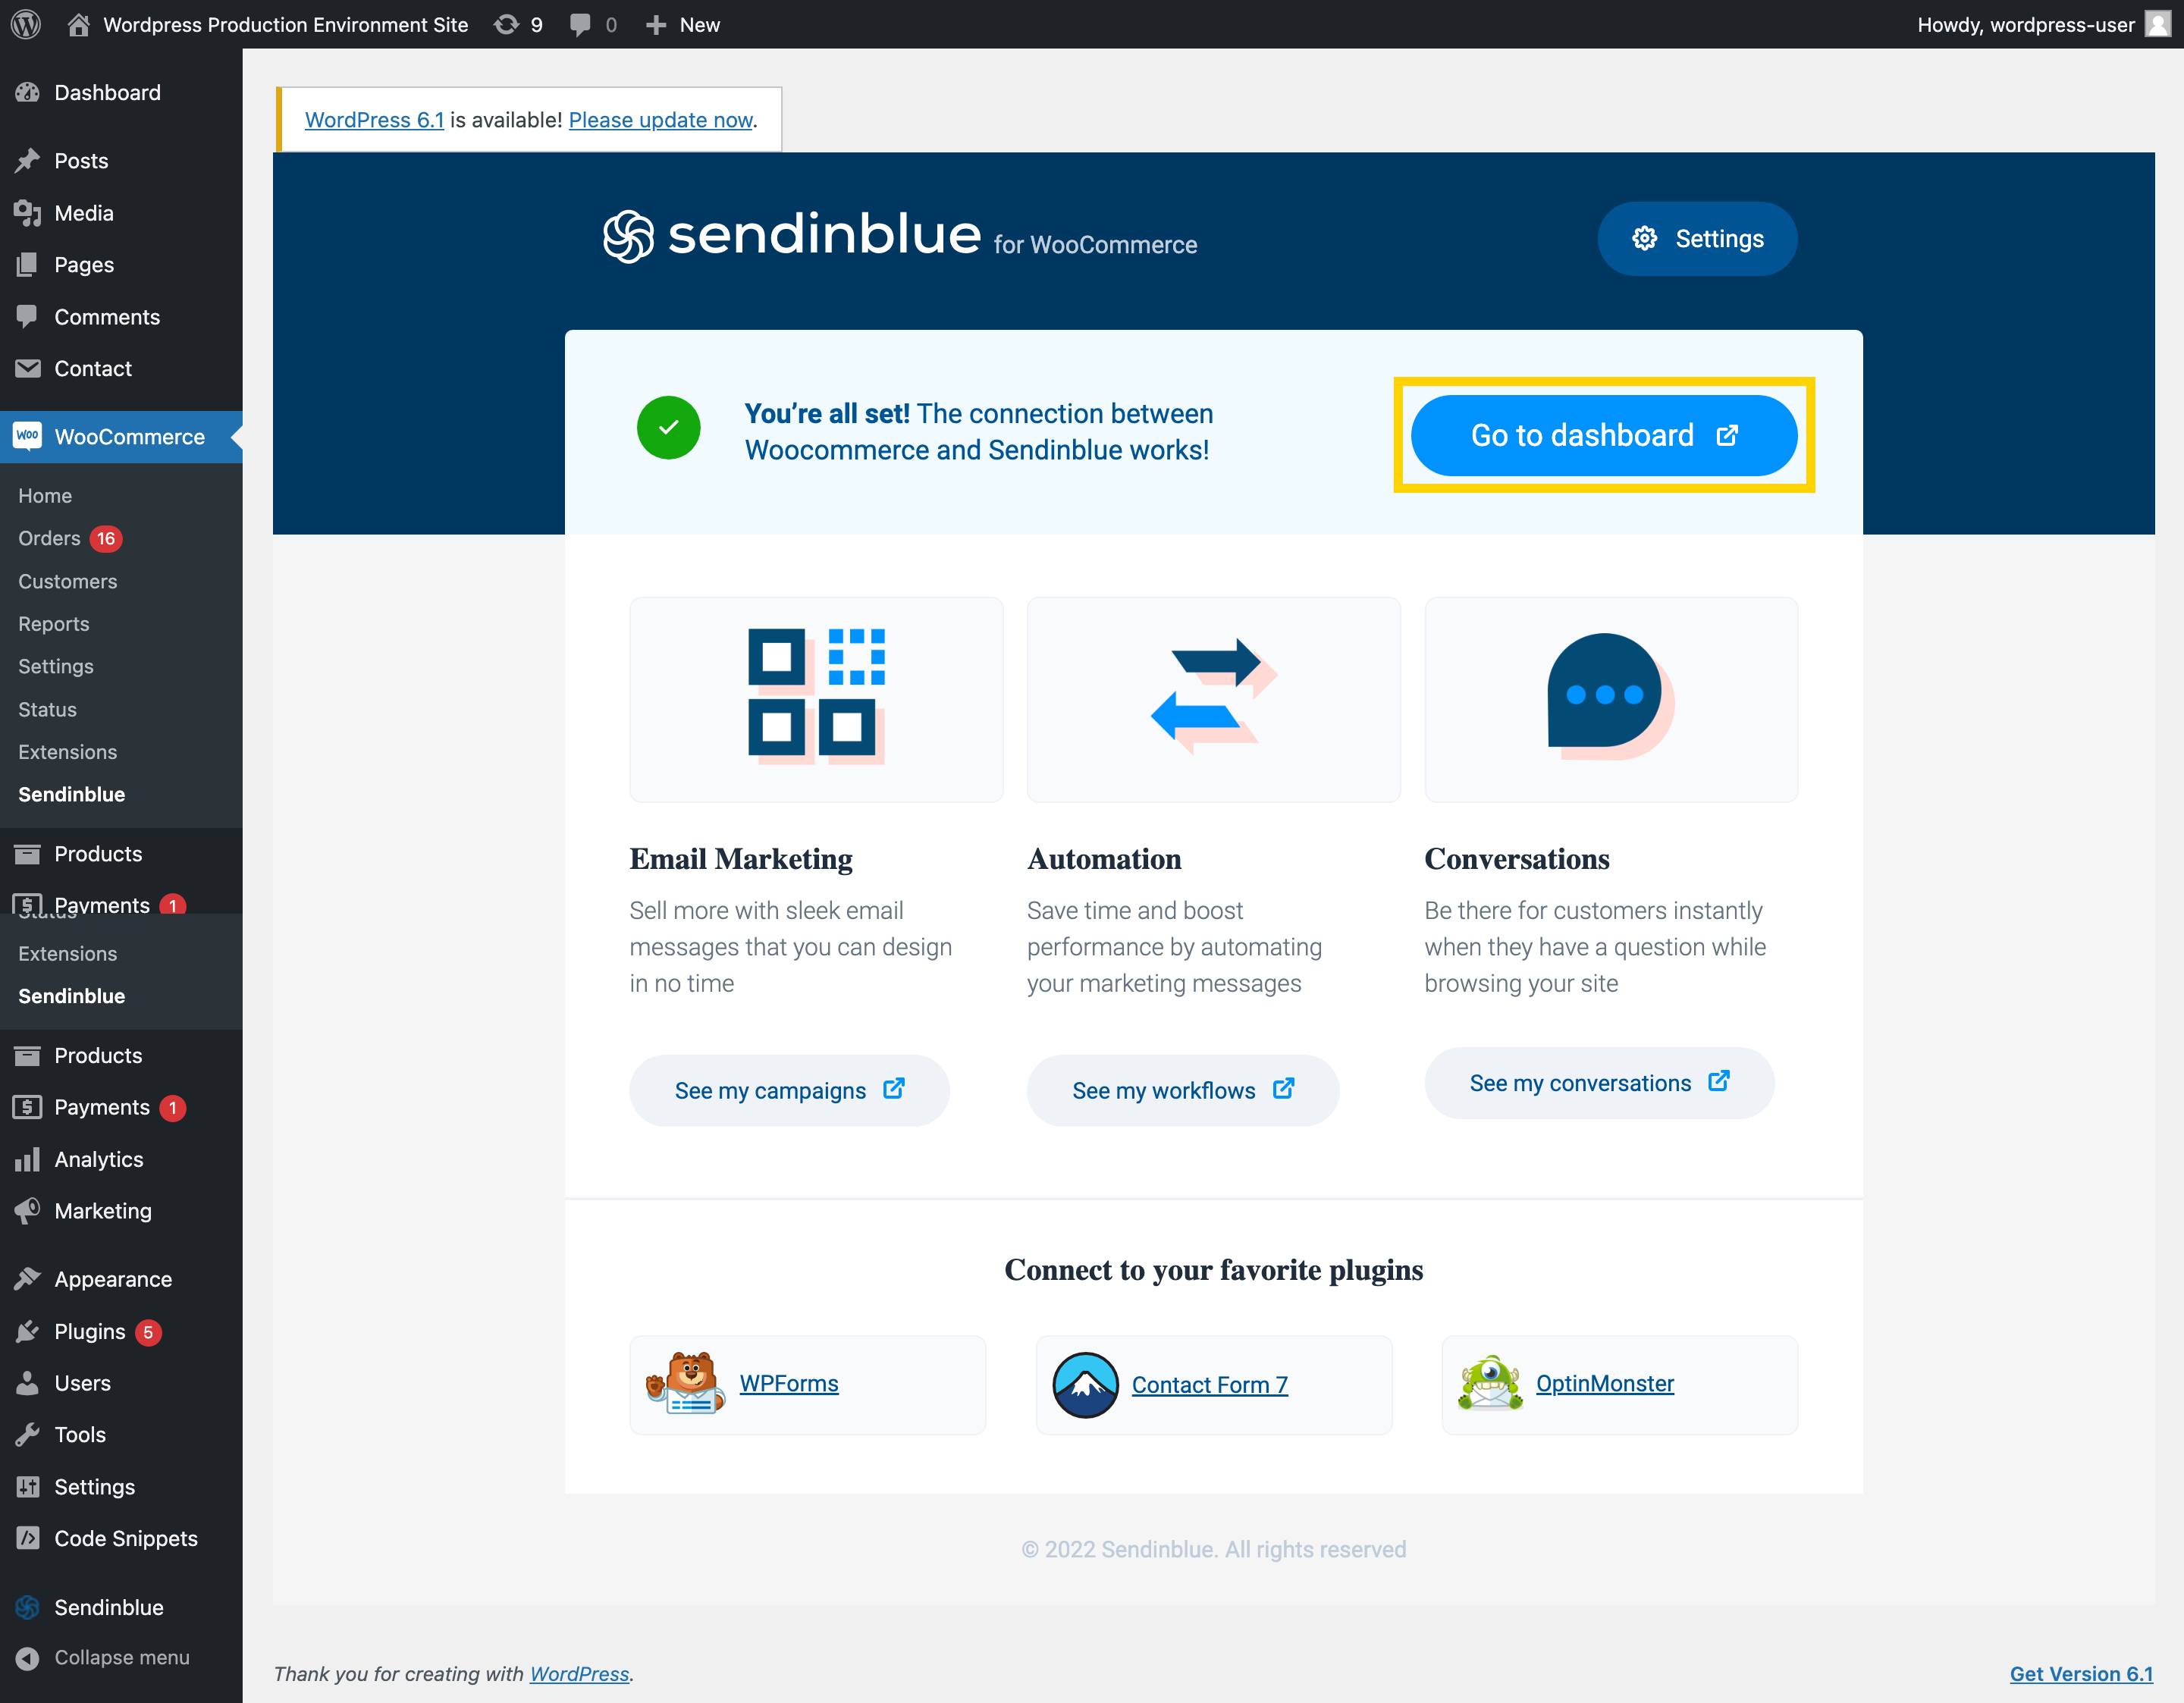 Wordpress Production Environment Site 9 0 New Howdy, wordpress-user
Dashboard
Posts
Media
Pages
Comments
Contact
Woo WooCommerce
Home
Orders 16
Customers
Reports
Settings
Status
Extensions
Sendinblue
Products
Payments 1
Status
Extensions
Sendinblue
Products
Payments 1
Analytics
Marketing
Appearance
Plugins 5
Users
Tools
Settings
Code Snippets
Sendinblue
Collapse menu
WordPress 6.1 is available! Please update now.
sendinblue for WooCommerce
Settings
You're all set! The connection between
Woocommerce and Sendinblue works!
Go to dashboard
Email Marketing
Sell more with sleek email
messages that you can design
in no time
See my campaigns
Automation
Save time and boost
performance by automating
your marketing messages
See my workflows
Conversations
Be there for customers instantly
when they have a question while
browsing your site
See my conversations
Connect to your favorite plugins
WPForms
Contact Form 7
OptinMonster
© 2022 Sendinblue. All rights reserved
Thank you for creating with WordPress.
Get Version 6.1